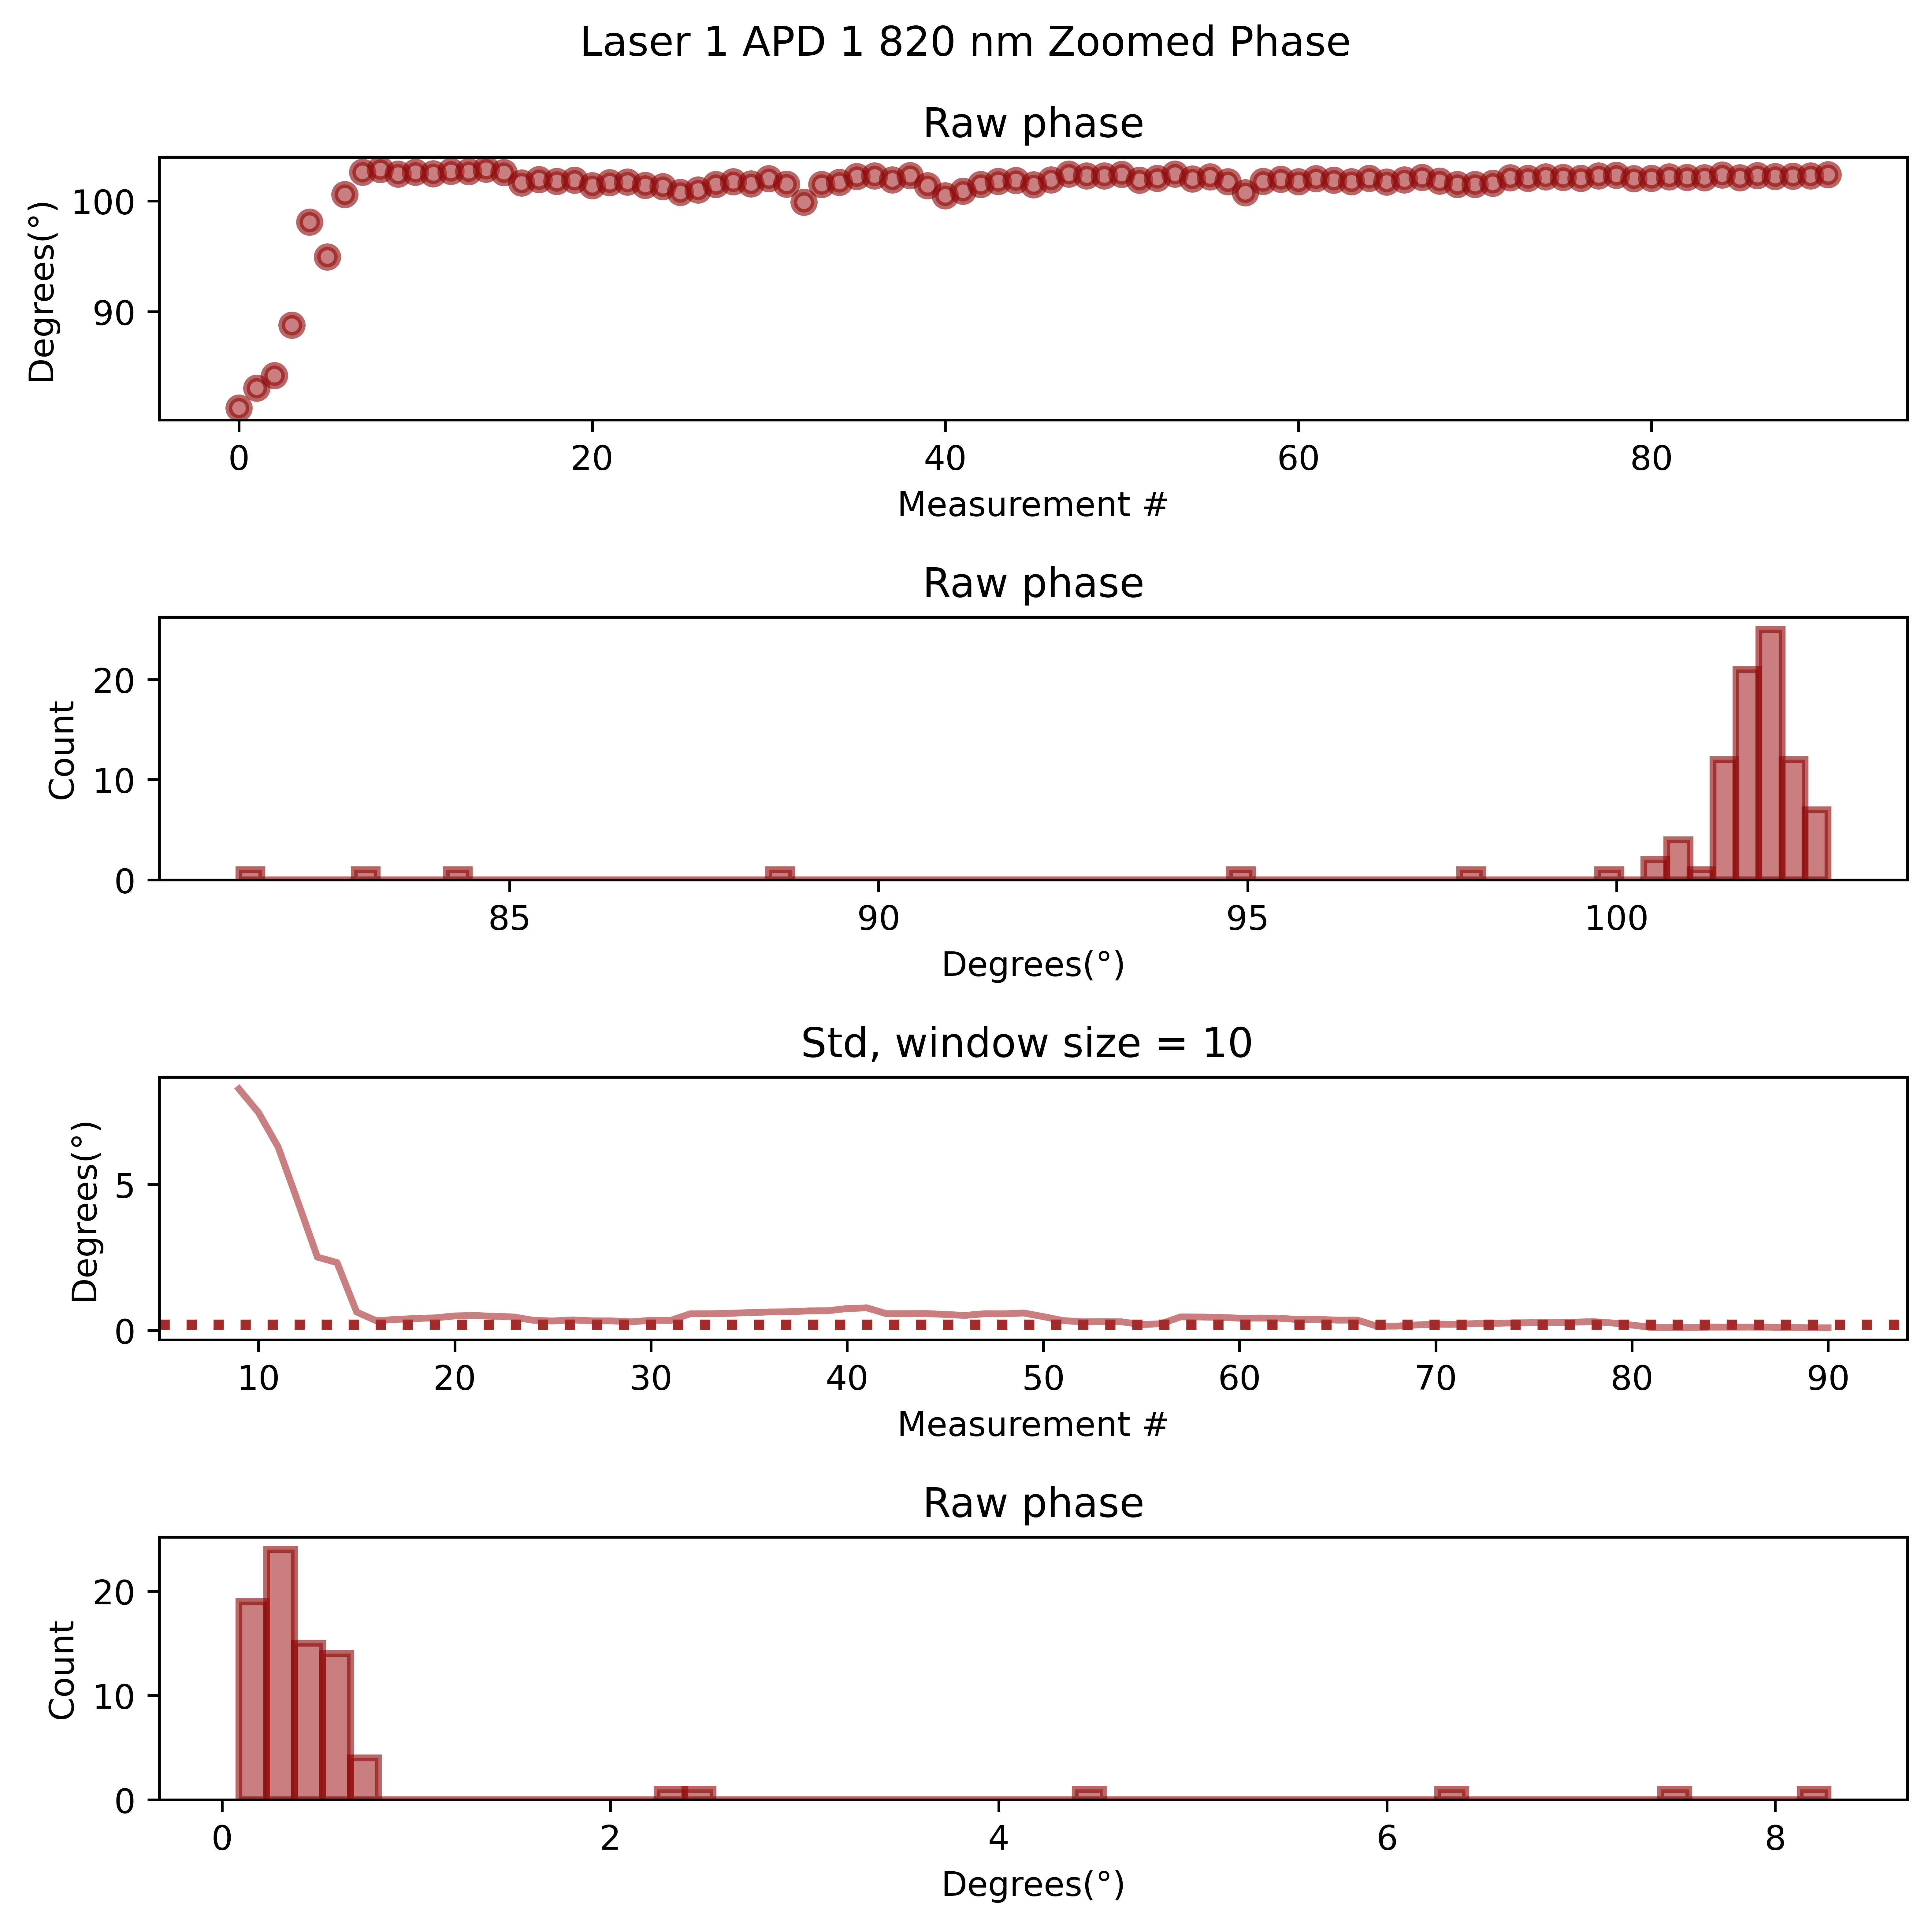 Laser 1 APD 1 820 nm Zoomed Phase
Raw phase
Degrees(°)
100
90
0 20 40 60 80
Measurement #
Raw phase
Count
20
10
0
85 90 95 100
Degrees(°)
Std, window size = 10
Degrees(°)
5
0
10 20 30 40 50 60 70 80 90
Measurement #
Raw phase
Count
20
10
0
0 2 4 6 8
Degrees(°)